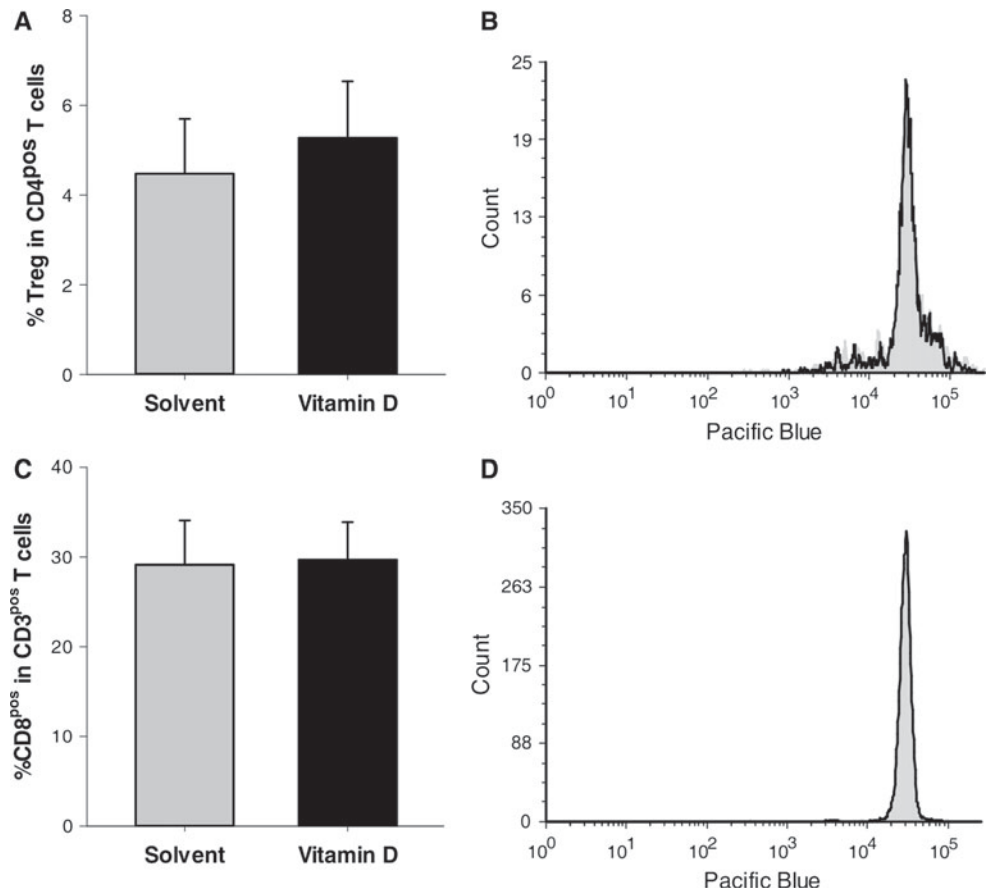 A
% Treg in CD4pos T cells
8
6
4
2
0
Solvent Vitamin D
B
Count
25
19
13
6
0
10^0 10^1 10^2 10^3 10^4 10^5
Pacific Blue
C
%CD8pos in CD3pos T cells
40
30
20
10
0
Solvent Vitamin D
D
Count
350
263
175
88
0
10^0 10^1 10^2 10^3 10^4 10^5
Pacific Blue